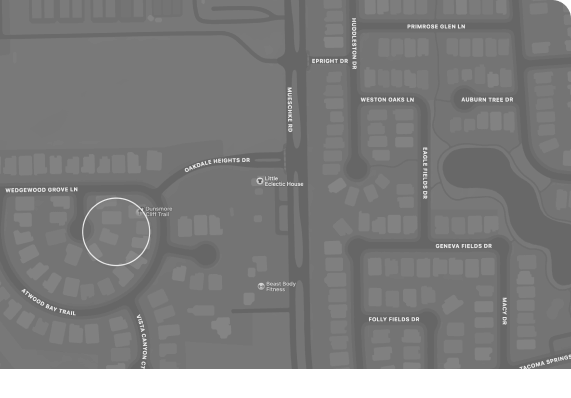 PRIMROSE GLEN LN
HUDDLESTON DR
EPRIGHT DR
MUESCHKE RD
WESTON OAKS LN
AUBURN TREE DR
OAKDALE HEIGHTS DR
EAGLE FIELDS DR
Little
Eclectic House
WEDGEWOOD GROVE LN
Dunsmore
Cliff Trail
GENEVA FIELDS DR
Beast Body
Fitness
ATWOOD BAY TRAIL
VISTA CANYON CT
FOLLY FIELDS DR
MACY DR
TACOMA SPRINGS